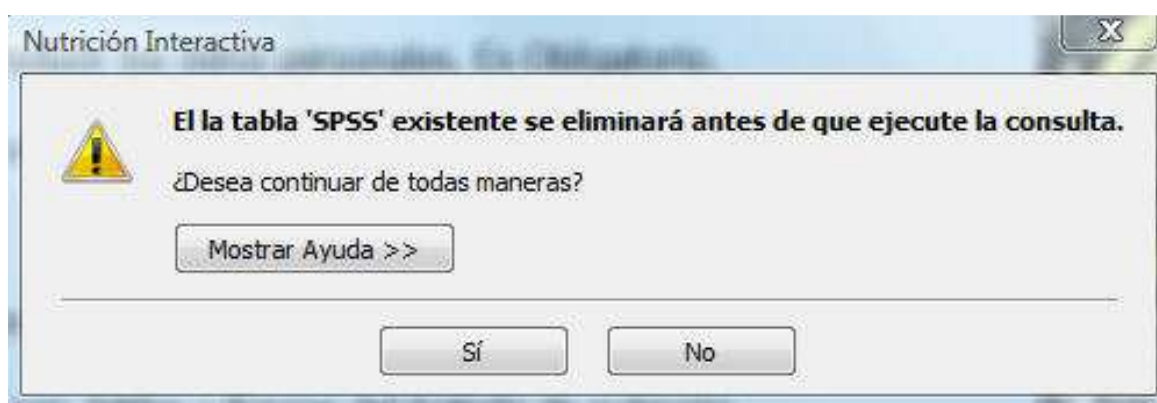 Nutrición Interactiva
X
El la tabla 'SPSS' existente se eliminará antes de que ejecute la consulta.
¿Desea continuar de todas maneras?
Mostrar Ayuda >>
Sí
No